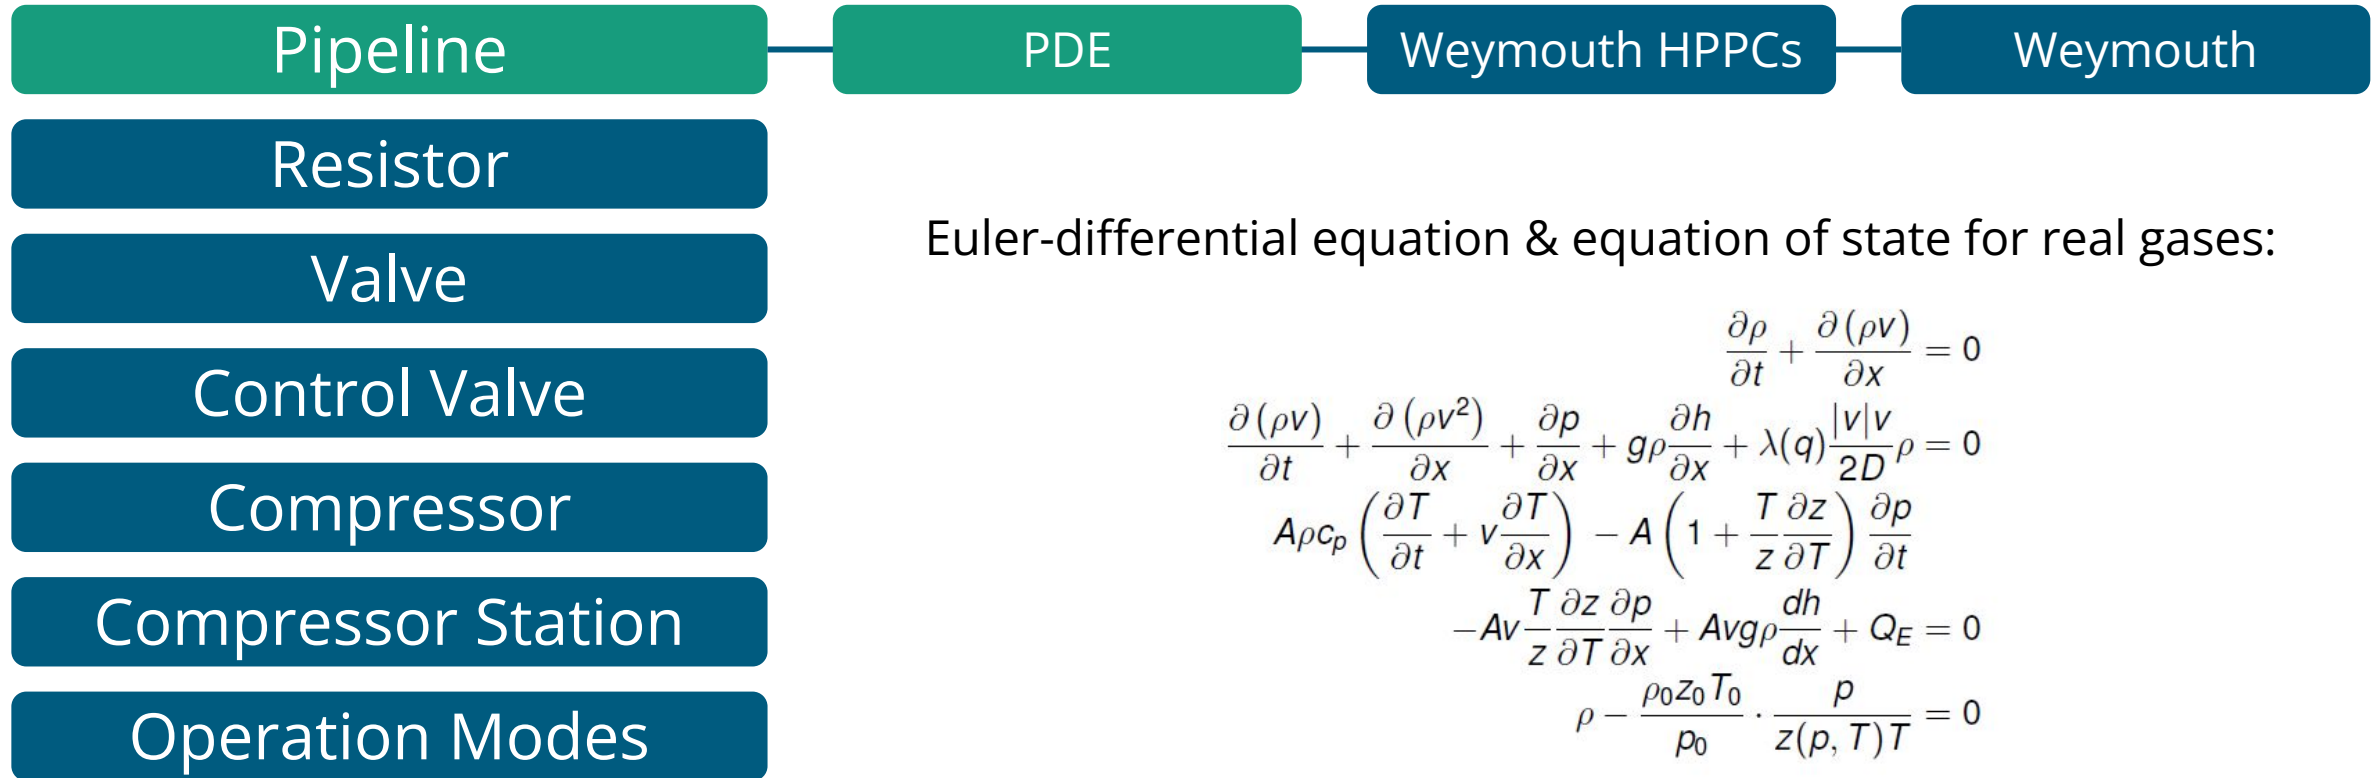 Pipeline
PDE
Weymouth HPPCs
Weymouth
Resistor
Valve
Control Valve
Compressor
Compressor Station
Operation Modes
Euler-differential equation & equation of state for real gases:
∂ρ/∂t + ∂(ρv)/∂x = 0
∂(ρv)/∂t + ∂(ρv²)/∂x + ∂p/∂x + gρ ∂h/∂x + λ(q) |v|v/2D ρ = 0
Aρc_p (∂T/∂t + v ∂T/∂x) − A (1 + T/z ∂z/∂T) ∂p/∂t
−Av T/z ∂z/∂T ∂p/∂x + Avgρ dh/dx + Q_E = 0
ρ − ρ₀z₀T₀/p₀ · p/z(p, T)T = 0